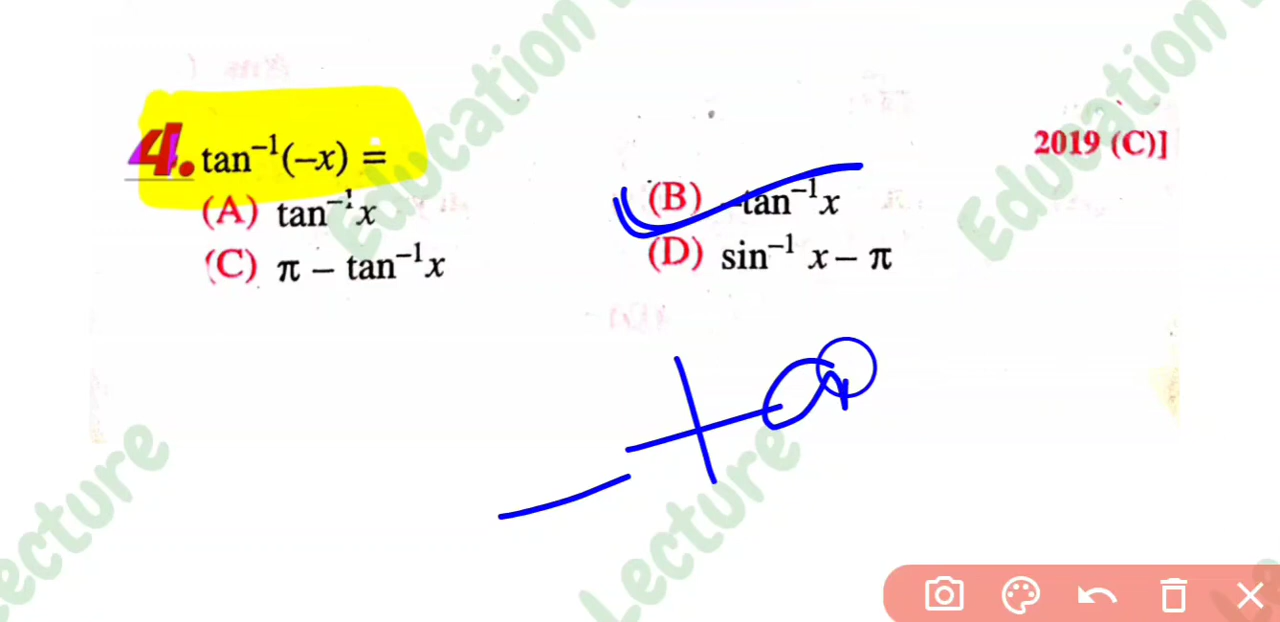 4. tan⁻¹(–x) =
2019 (C)]
(A) tan⁻¹x
(B) –tan⁻¹x
(C) π – tan⁻¹x
(D) sin⁻¹ x – π
Education
Education
Lecture
Lecture